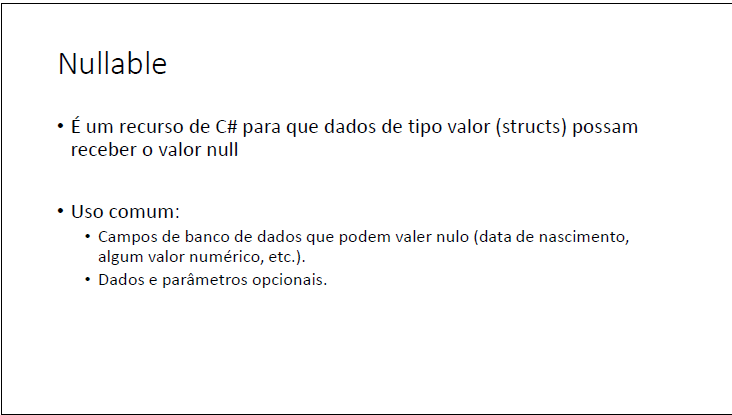 Nullable
• É um recurso de C# para que dados de tipo valor (structs) possam
receber o valor null
• Uso comum:
• Campos de banco de dados que podem valer nulo (data de nascimento,
algum valor numérico, etc.).
• Dados e parâmetros opcionais.